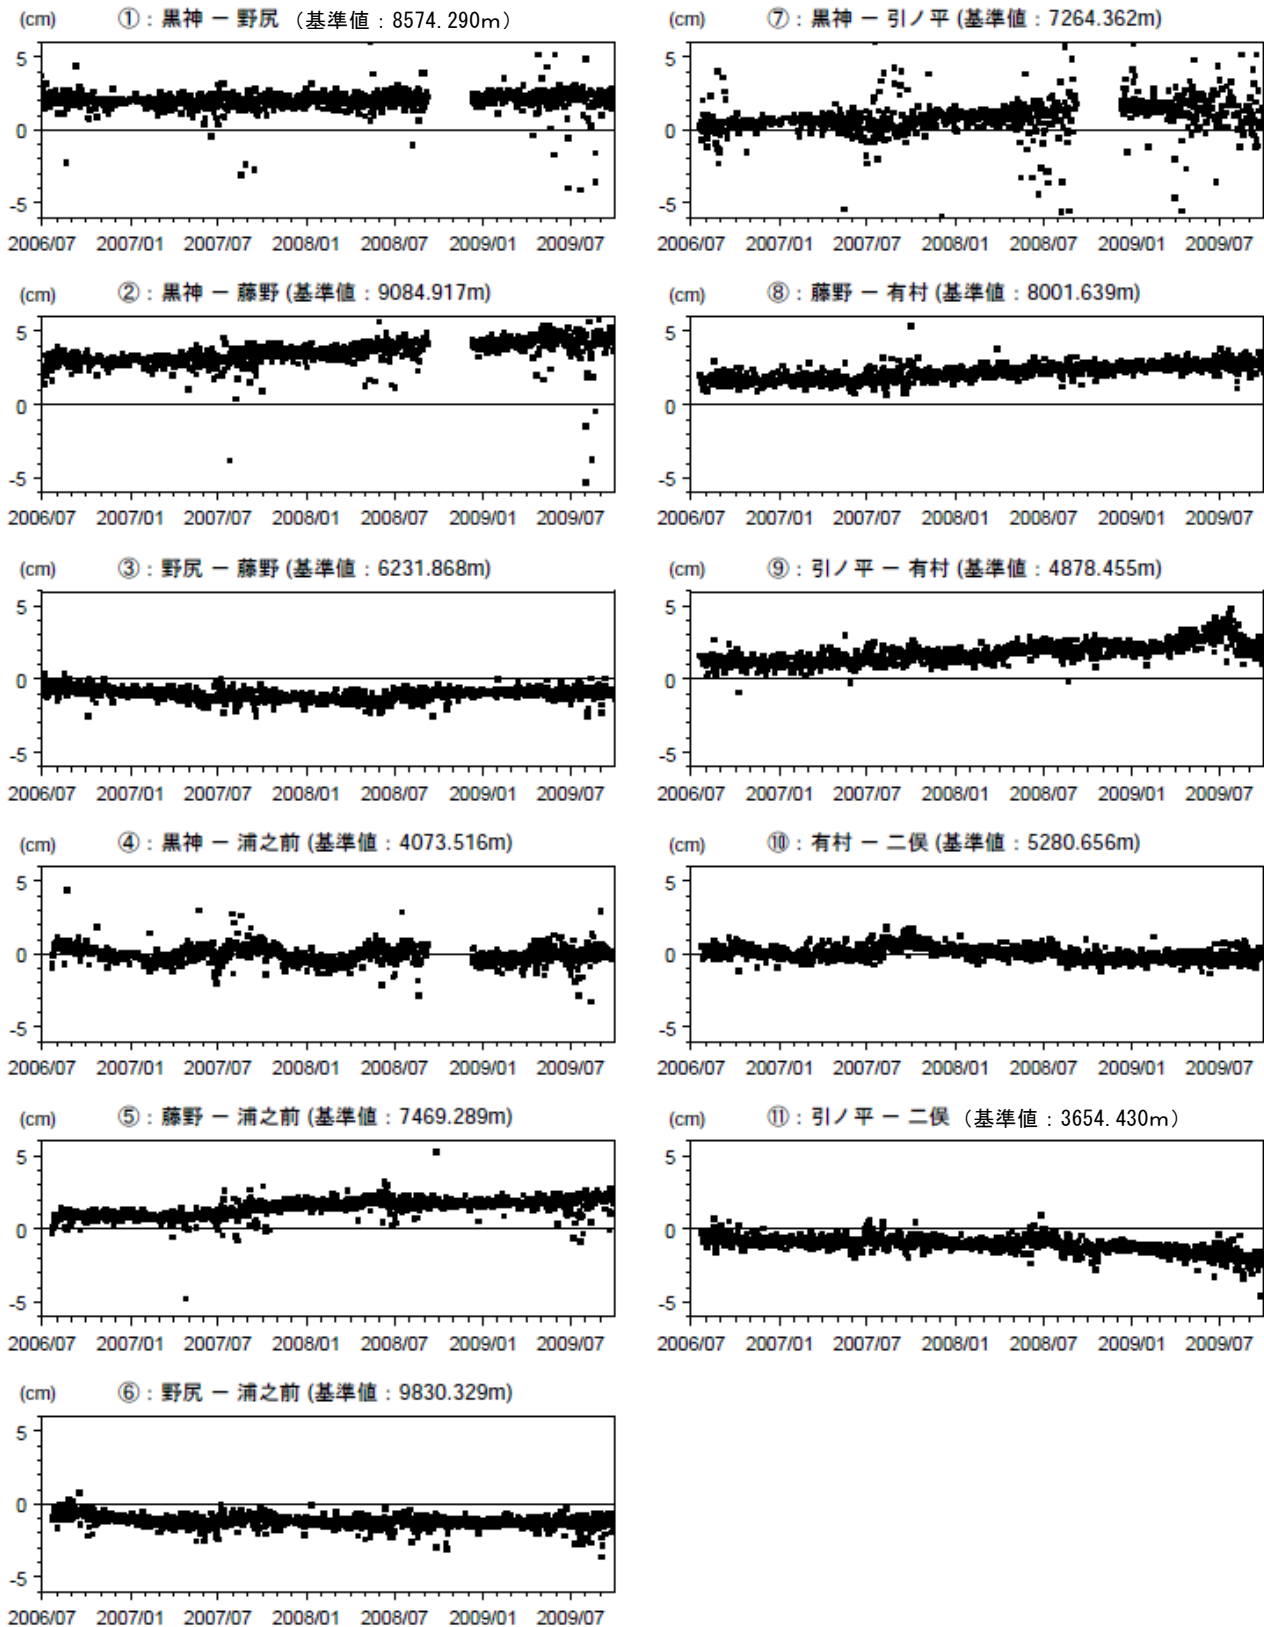 (cm) ①：黒神 ー 野尻 （基準値：8574.290m）
5
0
-5
2006/07 2007/01 2007/07 2008/01 2008/07 2009/01 2009/07
(cm) ②：黒神 ー 藤野 (基準値：9084.917m)
5
0
-5
2006/07 2007/01 2007/07 2008/01 2008/07 2009/01 2009/07
(cm) ③：野尻 ー 藤野 (基準値：6231.868m)
5
0
-5
2006/07 2007/01 2007/07 2008/01 2008/07 2009/01 2009/07
(cm) ④：黒神 ー 浦之前 (基準値：4073.516m)
5
0
-5
2006/07 2007/01 2007/07 2008/01 2008/07 2009/01 2009/07
(cm) ⑤：藤野 ー 浦之前 (基準値：7469.289m)
5
0
-5
2006/07 2007/01 2007/07 2008/01 2008/07 2009/01 2009/07
(cm) ⑥：野尻 ー 浦之前 (基準値：9830.329m)
5
0
-5
2006/07 2007/01 2007/07 2008/01 2008/07 2009/01 2009/07
(cm) ⑦：黒神 ー 引ノ平 (基準値：7264.362m)
5
0
-5
2006/07 2007/01 2007/07 2008/01 2008/07 2009/01 2009/07
(cm) ⑧：藤野 ー 有村 (基準値：8001.639m)
5
0
-5
2006/07 2007/01 2007/07 2008/01 2008/07 2009/01 2009/07
(cm) ⑨：引ノ平 ー 有村 (基準値：4878.455m)
5
0
-5
2006/07 2007/01 2007/07 2008/01 2008/07 2009/01 2009/07
(cm) ⑩：有村 ー 二俣 (基準値：5280.656m)
5
0
-5
2006/07 2007/01 2007/07 2008/01 2008/07 2009/01 2009/07
(cm) ⑪：引ノ平 ー 二俣 （基準値：3654.430m）
5
0
-5
2006/07 2007/01 2007/07 2008/01 2008/07 2009/01 2009/07